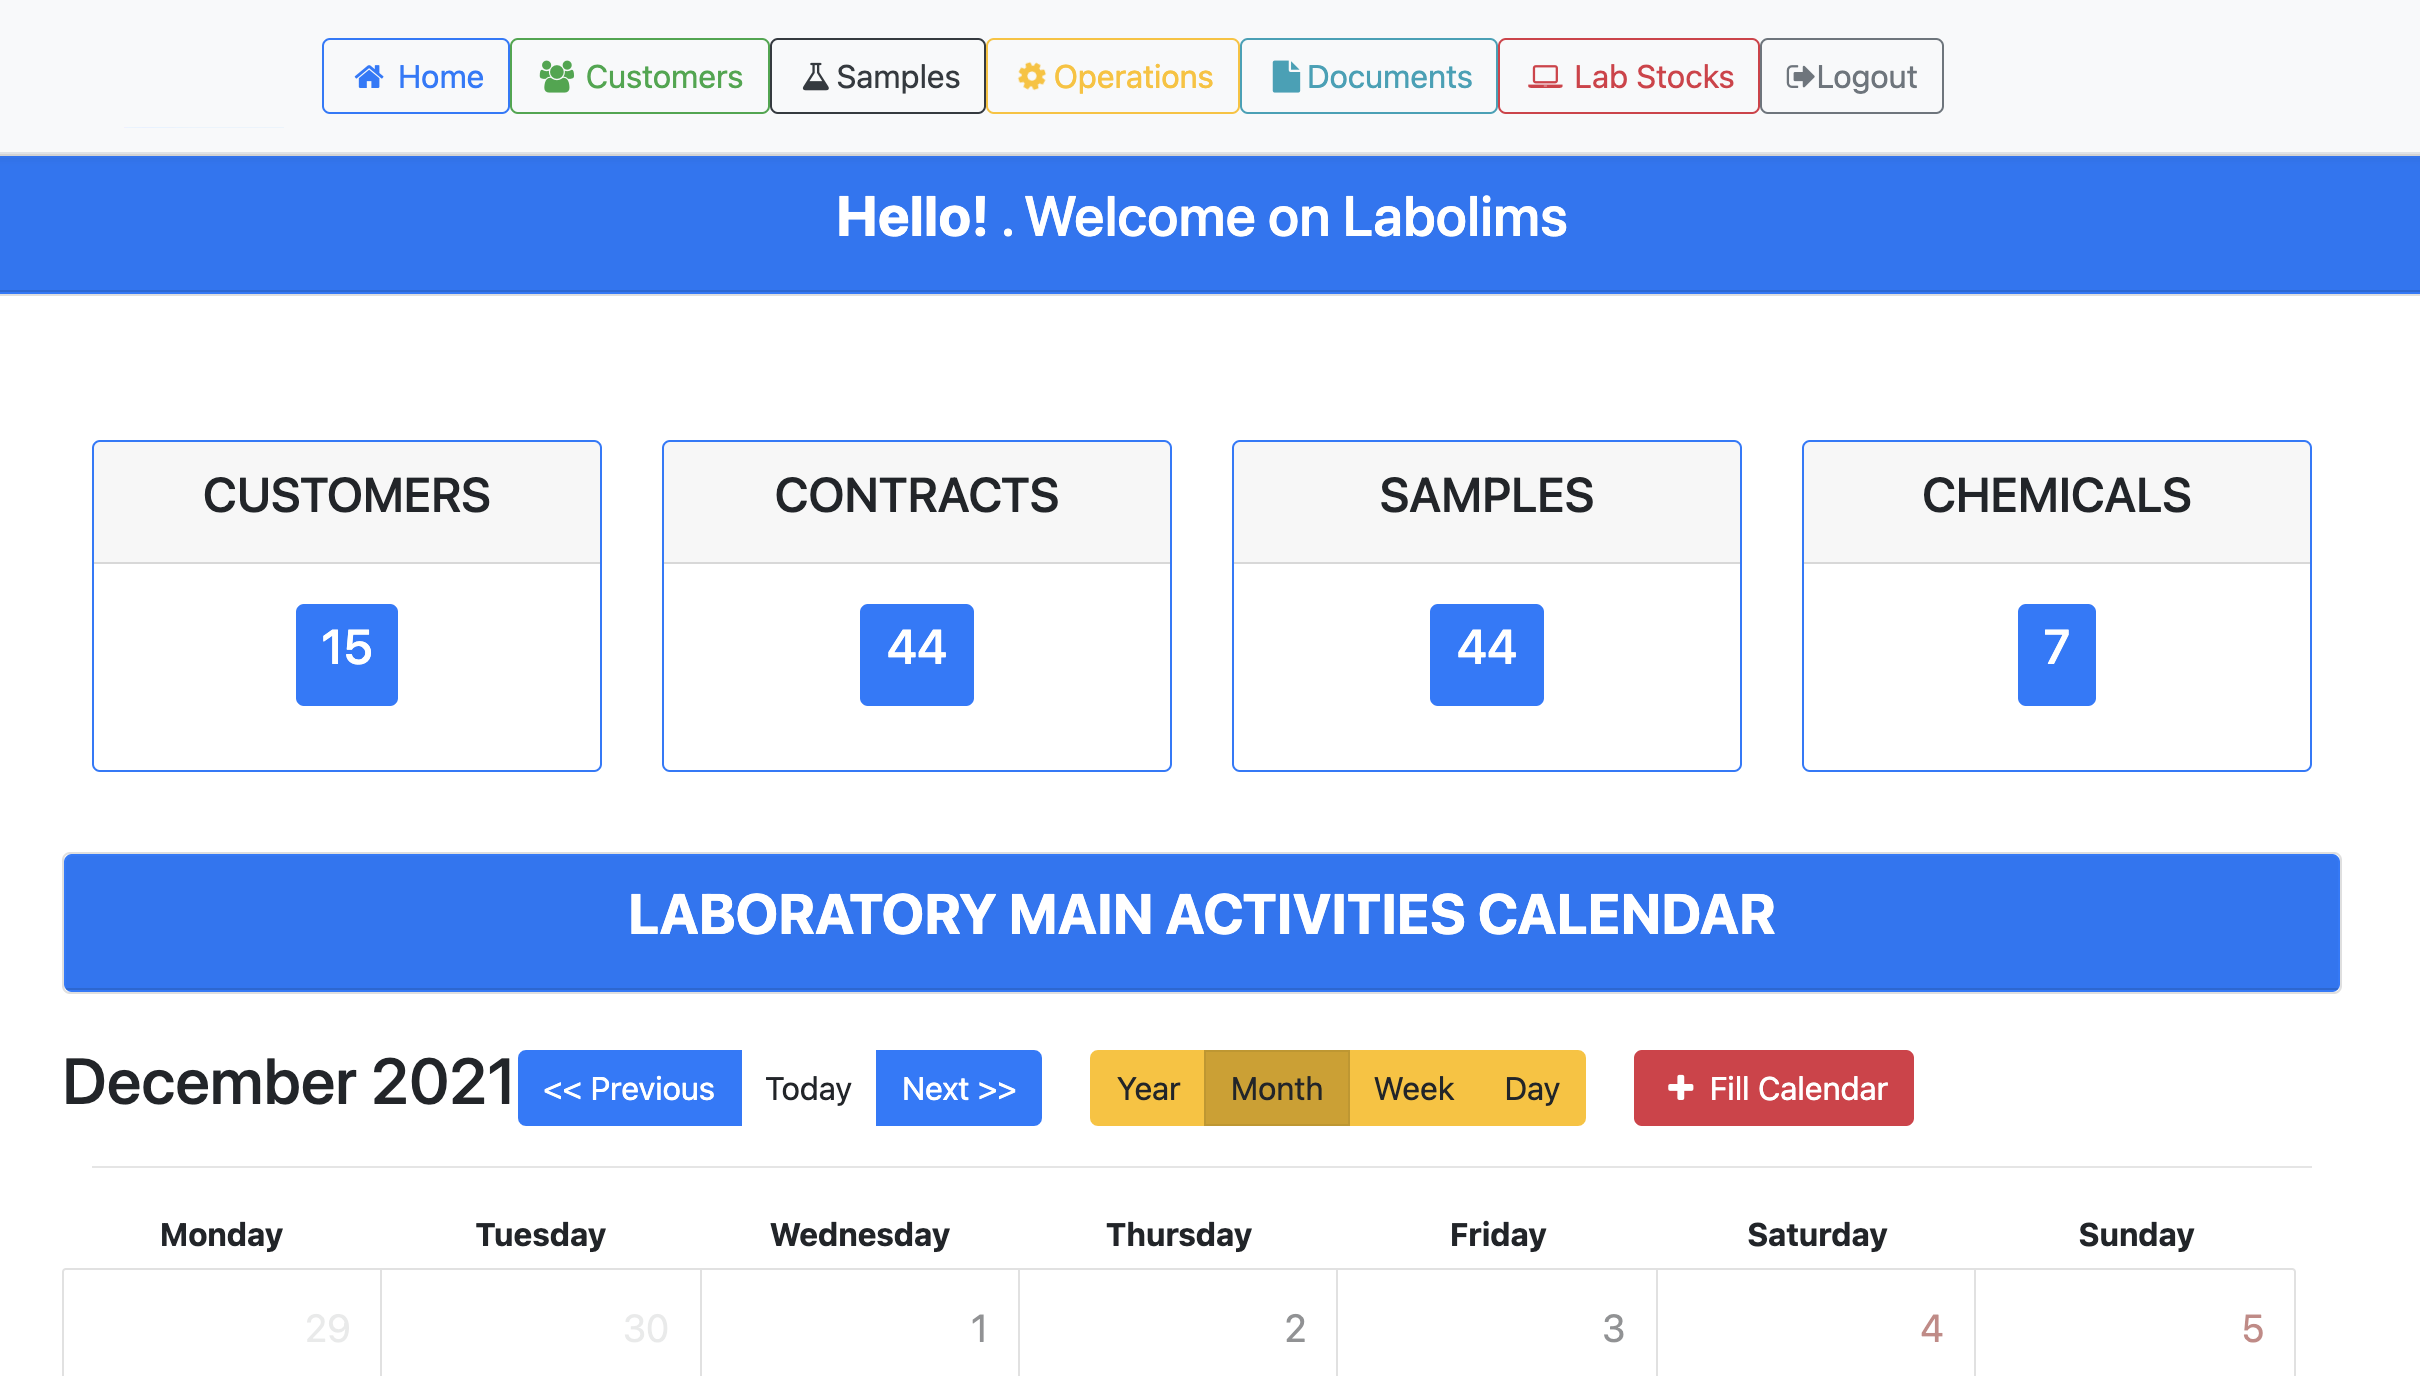 Home Customers Samples Operations Documents Lab Stocks Logout
Hello! . Welcome on Labolims
CUSTOMERS CONTRACTS SAMPLES CHEMICALS
15 44 44 7
LABORATORY MAIN ACTIVITIES CALENDAR
December 2021 << Previous Today Next >> Year Month Week Day + Fill Calendar
Monday Tuesday Wednesday Thursday Friday Saturday Sunday
29 30 1 2 3 4 5